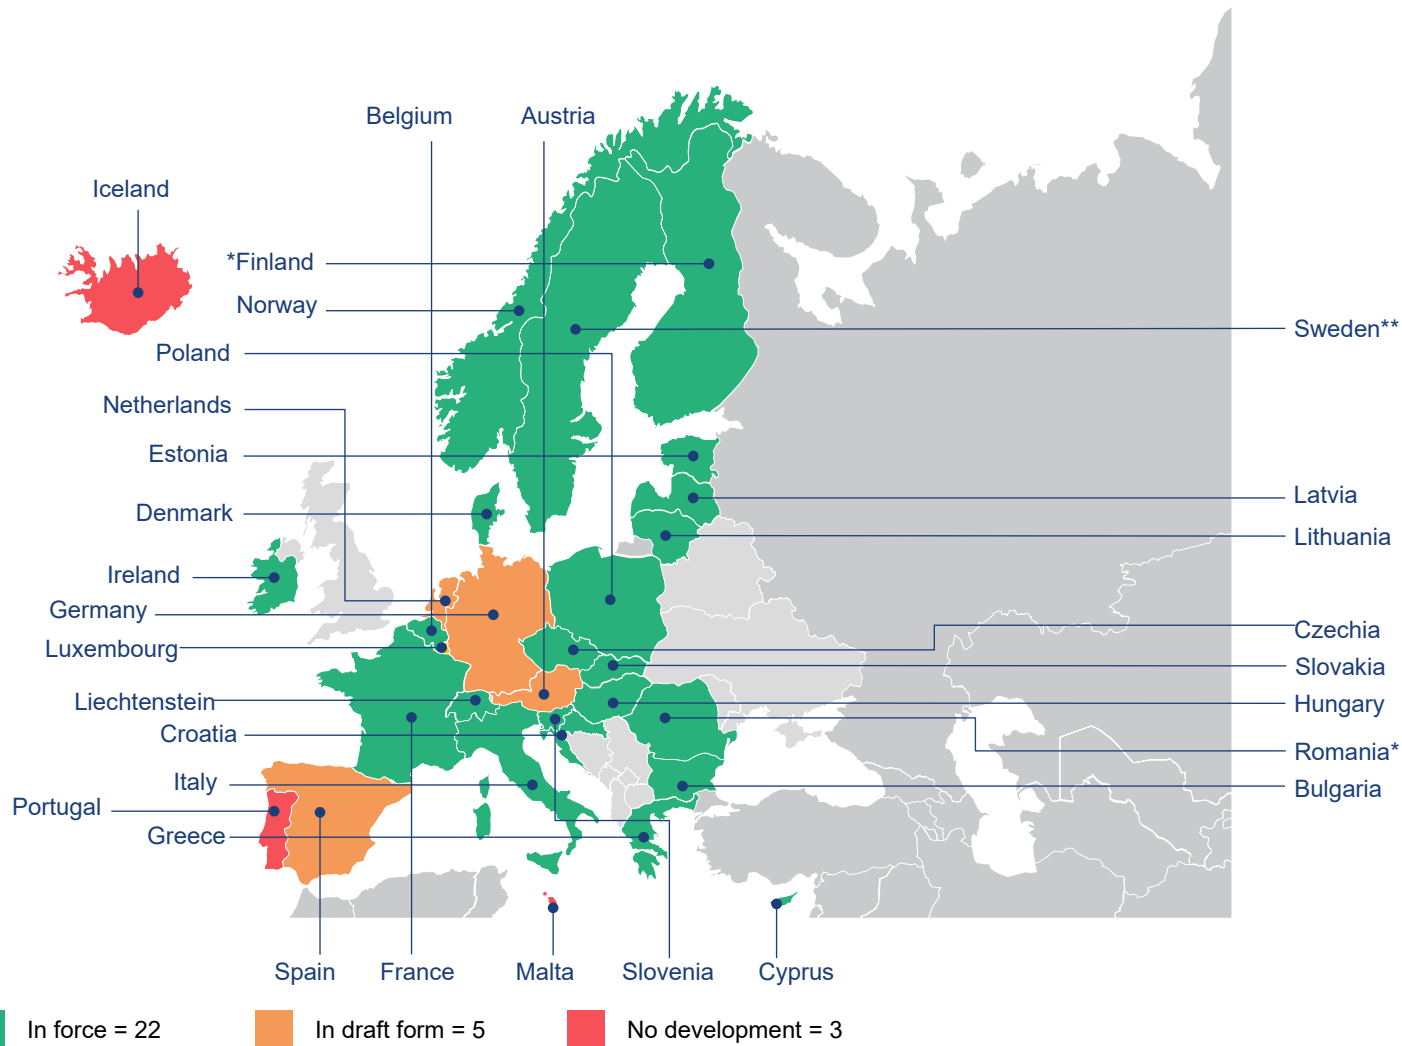 Belgium
Austria
Iceland
*Finland
Norway
Sweden**
Poland
Netherlands
Estonia
Latvia
Denmark
Lithuania
Ireland
Germany
Czechia
Luxembourg
Slovakia
Liechtenstein
Hungary
Croatia
Romania*
Italy
Bulgaria
Portugal
Greece
Spain
France
Malta
Slovenia
Cyprus
In force = 22
In draft form = 5
No development = 3